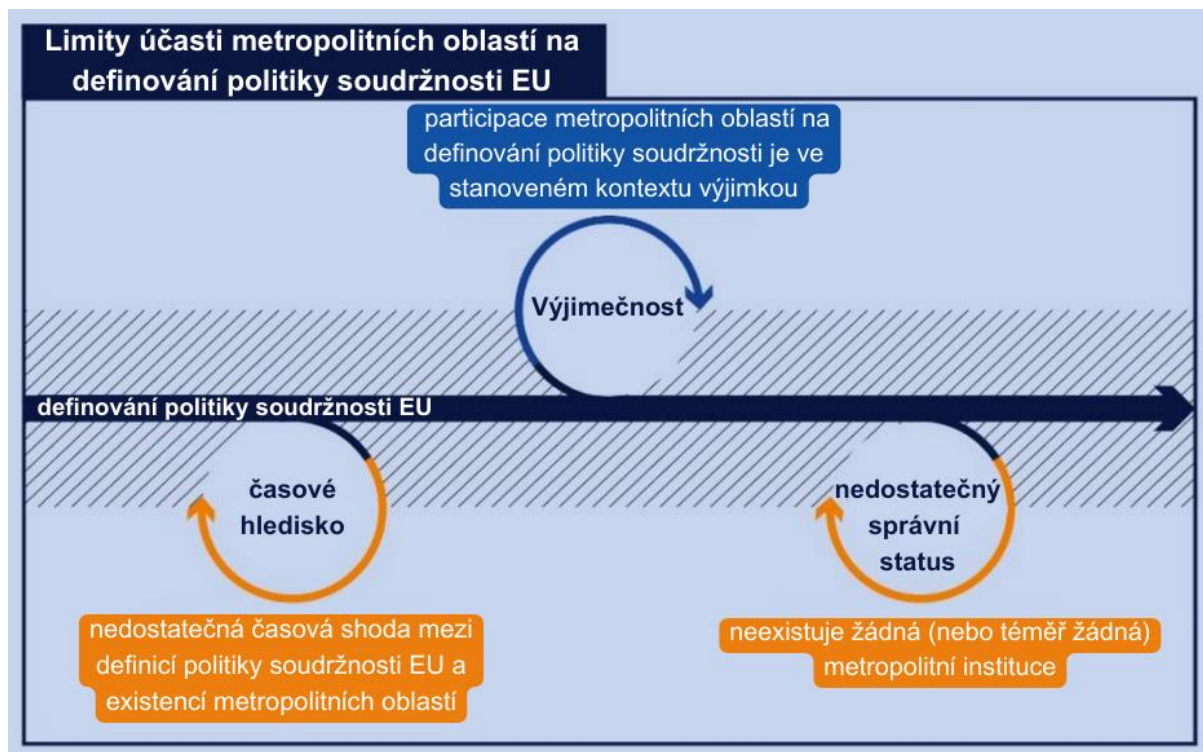 Limity účasti metropolitních oblastí na
definování politiky soudržnosti EU
participace metropolitních oblastí na
definování politiky soudržnosti je ve
stanoveném kontextu výjimkou
Výjimečnost
definování politiky soudržnosti EU
časové
hledisko
nedostatečný
správní
status
nedostatečná časová shoda mezi
definicí politiky soudržnosti EU a
existencí metropolitních oblastí
neexistuje žádná (nebo téměř žádná)
metropolitní instituce